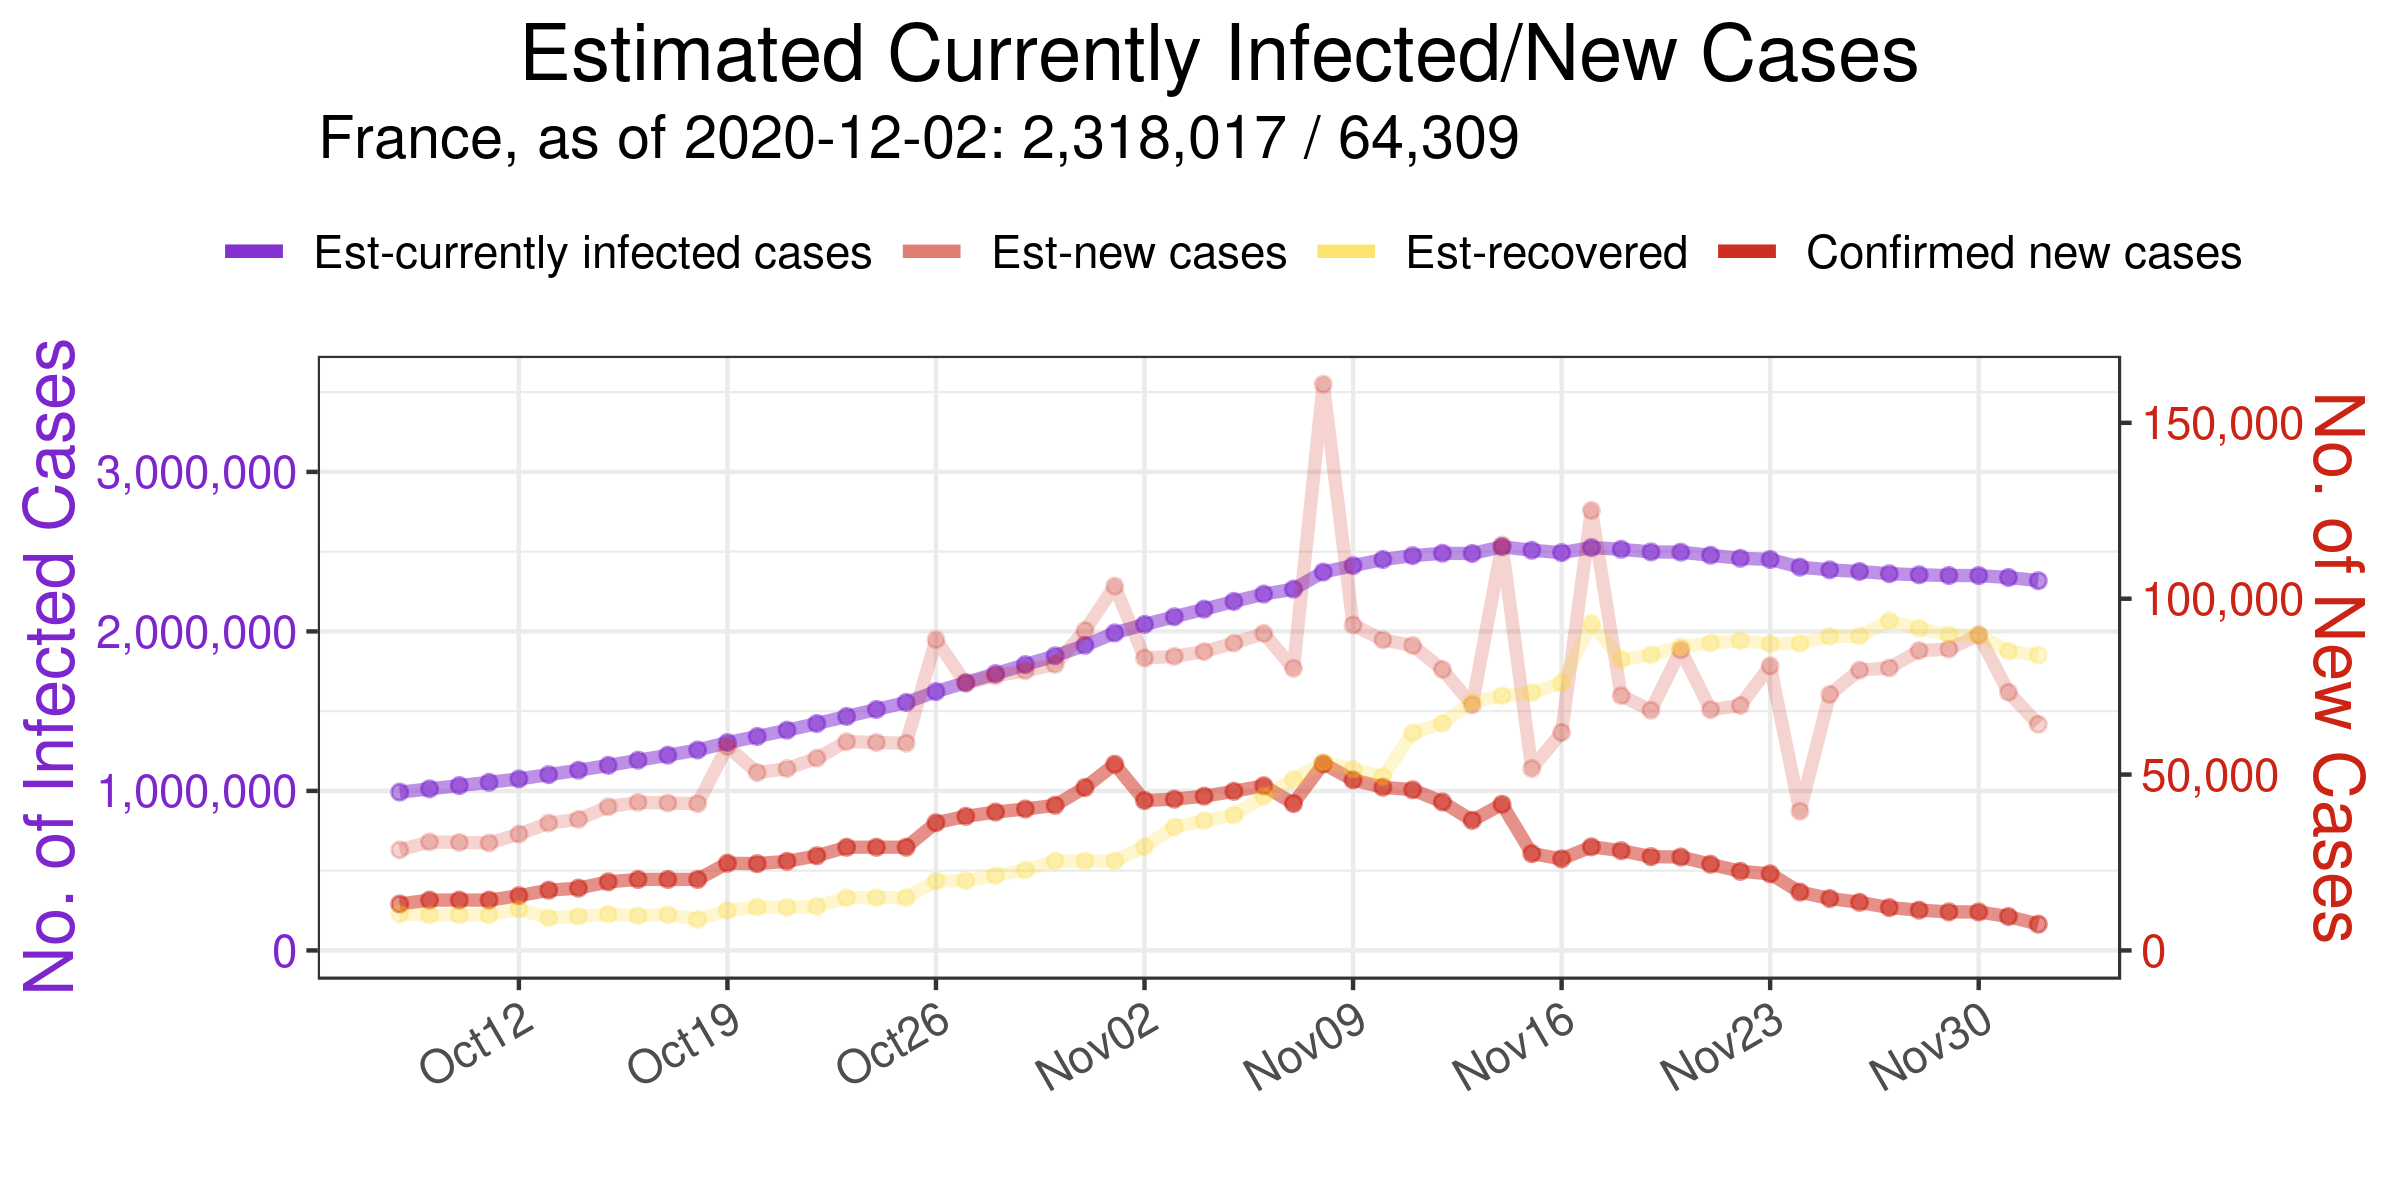 Estimated Currently Infected/New Cases
France, as of 2020-12-02: 2,318,017 / 64,309
Est-currently infected cases Est-new cases Est-recovered Confirmed new cases
No. of Infected Cases
3,000,000
2,000,000
1,000,000
0
150,000
100,000
50,000
0
No. of New Cases
Oct12 Oct19 Oct26 Nov02 Nov09 Nov16 Nov23 Nov30